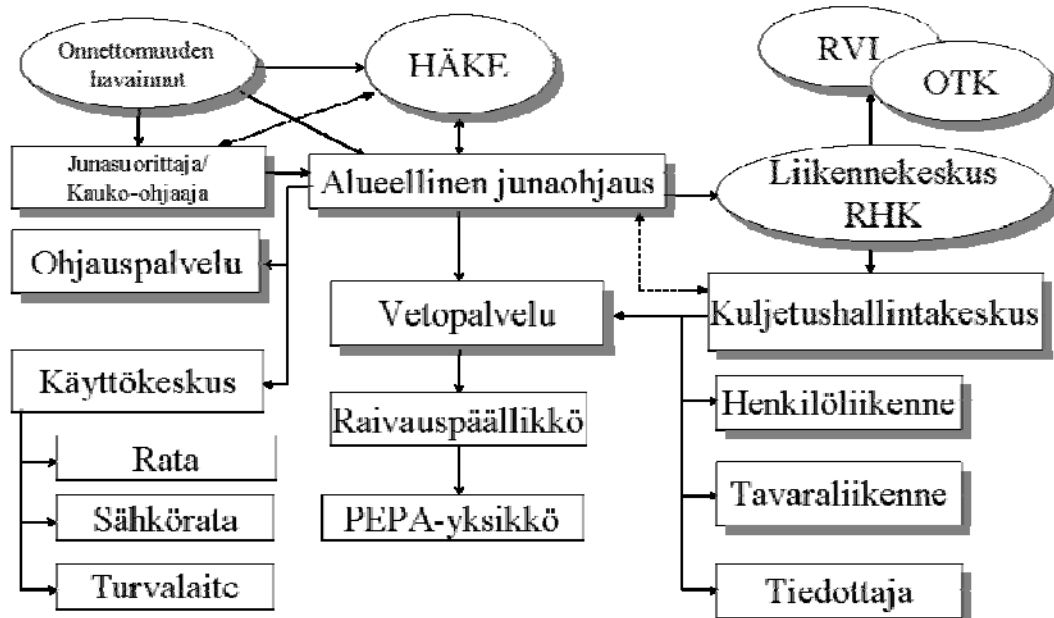 Onnettomuuden
havainnut
HÄKE
RVI
OTK
Junasuorittaja/
Kauko-ohjaaja
Alueellinen junaohjaus
Liikennekeskus
RHK
Ohjauspalvelu
Vetopalvelu
Kuljetushallintakeskus
Käyttökeskus
Raivauspäällikkö
Henkilöliikenne
Rata
Sähkörata
PEPA-yksikkö
Tavaraliikenne
Turvalaite
Tiedottaja